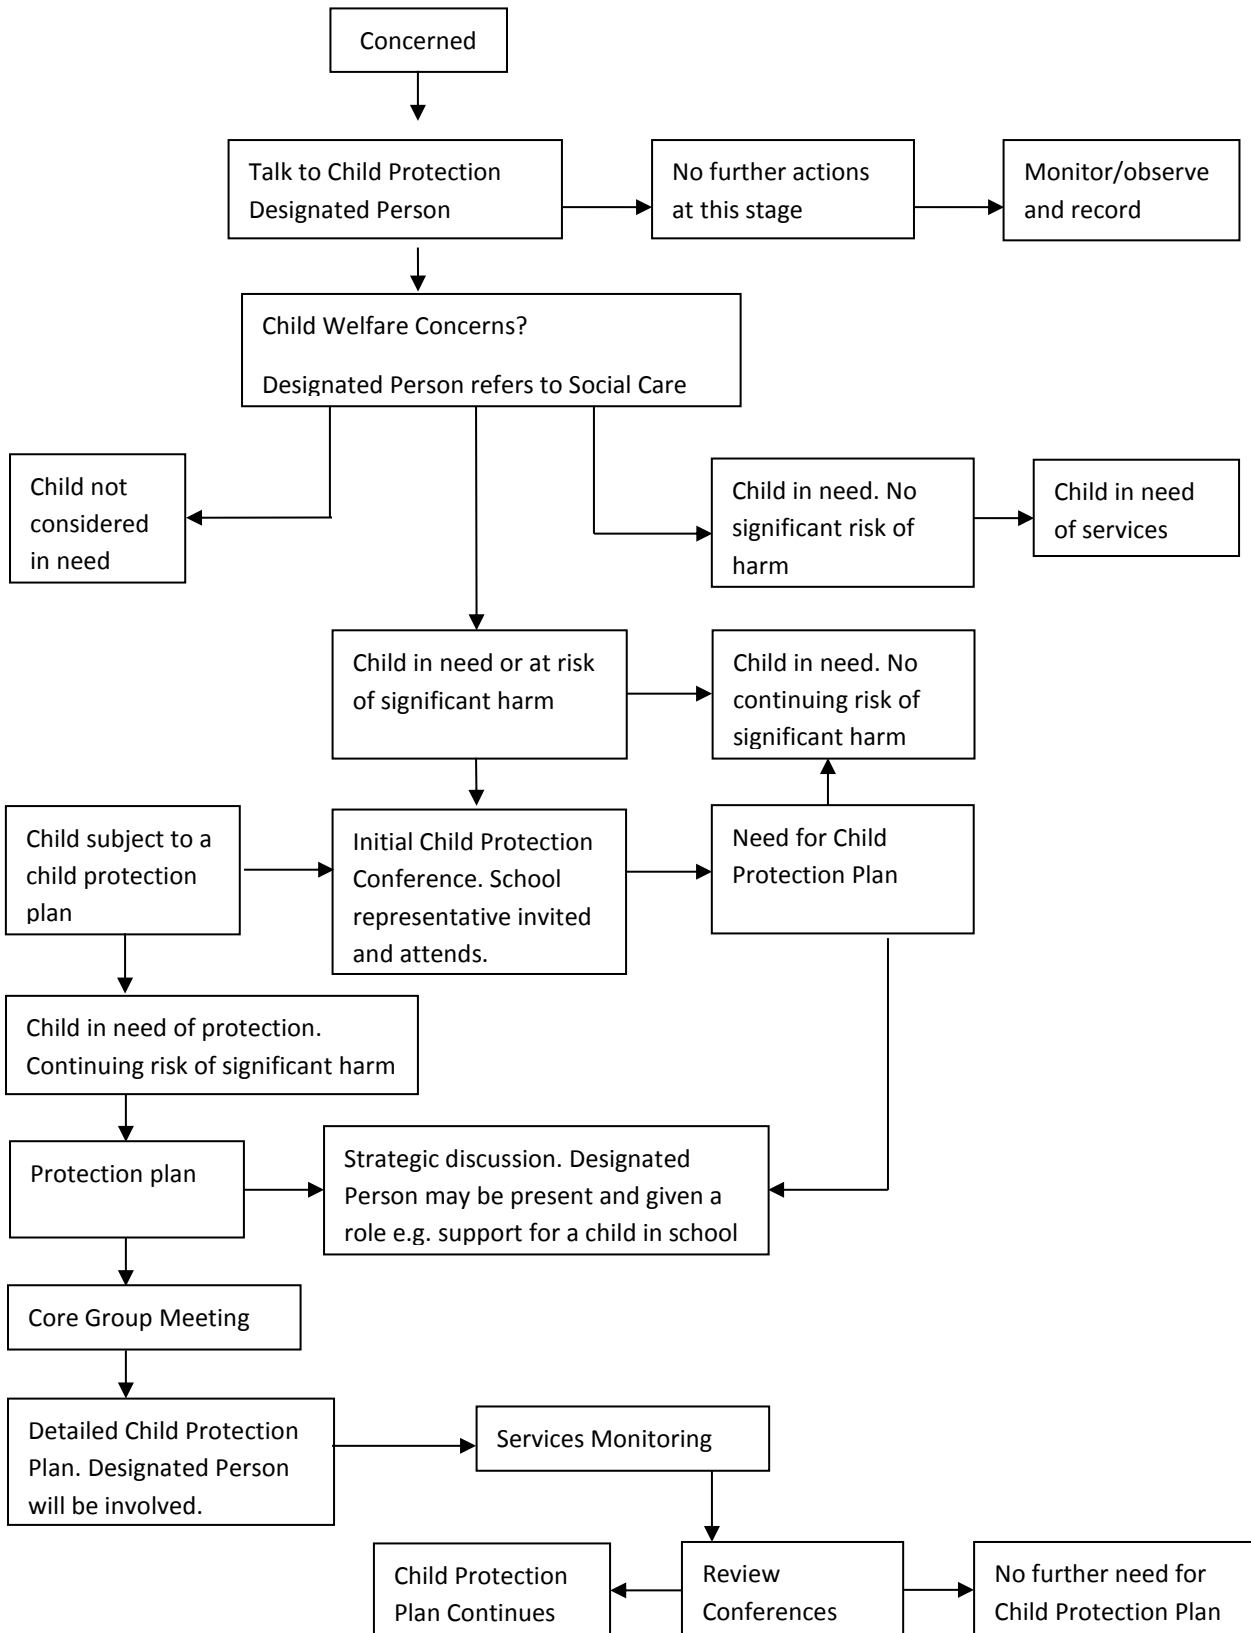 Concerned
Talk to Child Protection
Designated Person
No further actions
at this stage
Monitor/observe
and record
Child Welfare Concerns?
Designated Person refers to Social Care
Child not
considered
in need
Child in need. No
significant risk of
harm
Child in need
of services
Child in need or at risk
of significant harm
Child in need. No
continuing risk of
significant harm
Child subject to a
child protection
plan
Initial Child Protection
Conference. School
representative invited
and attends.
Need for Child
Protection Plan
Child in need of protection.
Continuing risk of significant harm
Protection plan
Strategic discussion. Designated
Person may be present and given a
role e.g. support for a child in school
Core Group Meeting
Detailed Child Protection
Plan. Designated Person
will be involved.
Services Monitoring
Child Protection
Plan Continues
Review
Conferences
No further need for
Child Protection Plan